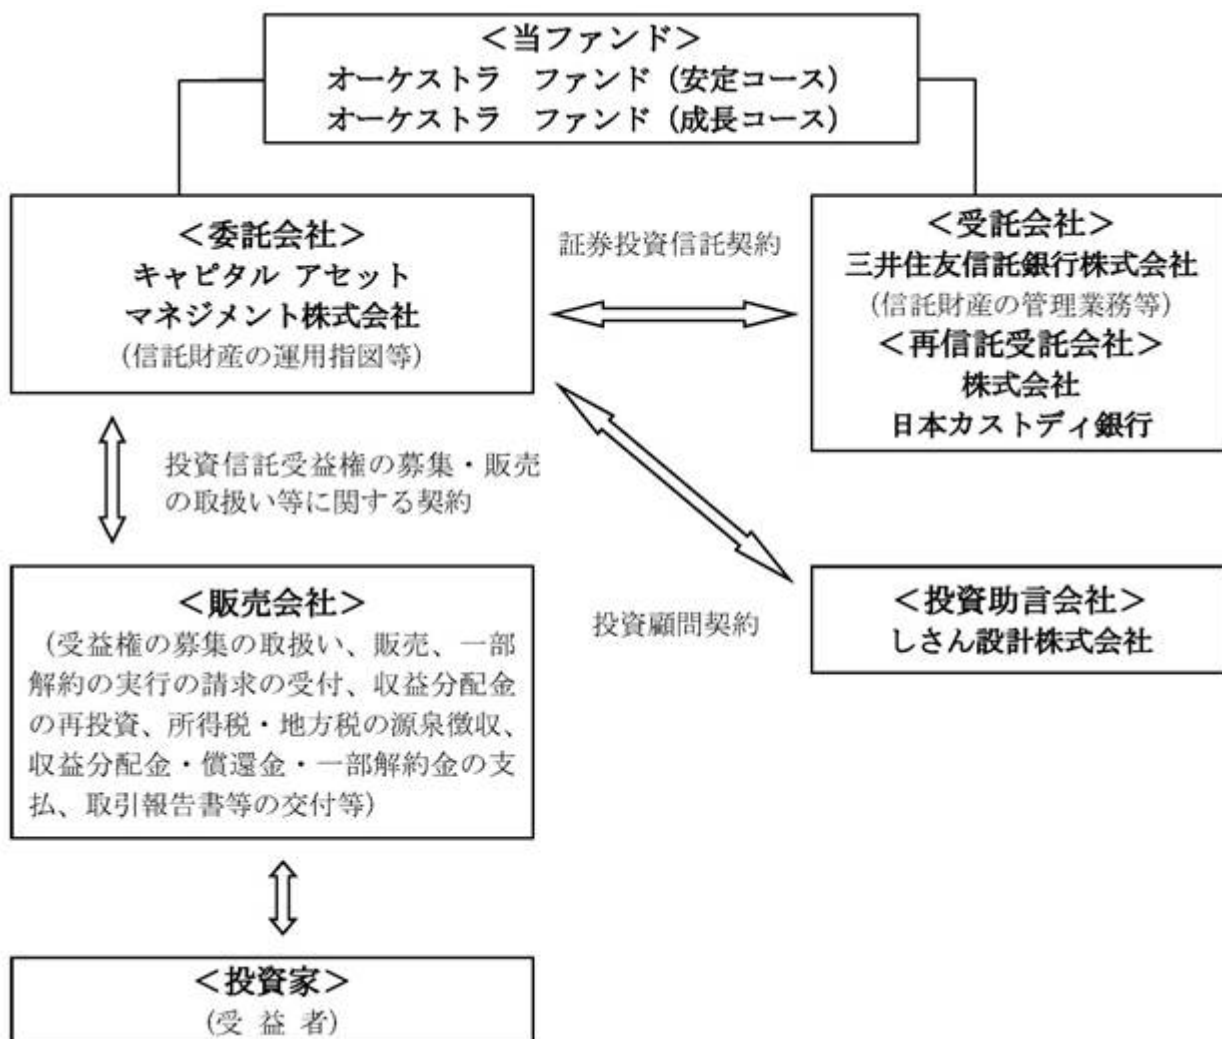 ＜当ファンド＞
オーケストラ　ファンド（安定コース）
オーケストラ　ファンド（成長コース）
＜委託会社＞
キャピタル アセット
マネジメント株式会社
(信託財産の運用指図等)
証券投資信託契約
＜受託会社＞
三井住友信託銀行株式会社
(信託財産の管理業務等)
＜再信託受託会社＞
株式会社
日本カストディ銀行
投資信託受益権の募集・販売
の取扱い等に関する契約
＜販売会社＞
(受益権の募集の取扱い、販売、一部
解約の実行の請求の受付、収益分配金
の再投資、所得税・地方税の源泉徴収、
収益分配金・償還金・一部解約金の支
払、取引報告書等の交付等)
投資顧問契約
＜投資助言会社＞
しさん設計株式会社
＜投資家＞
(受 益 者)